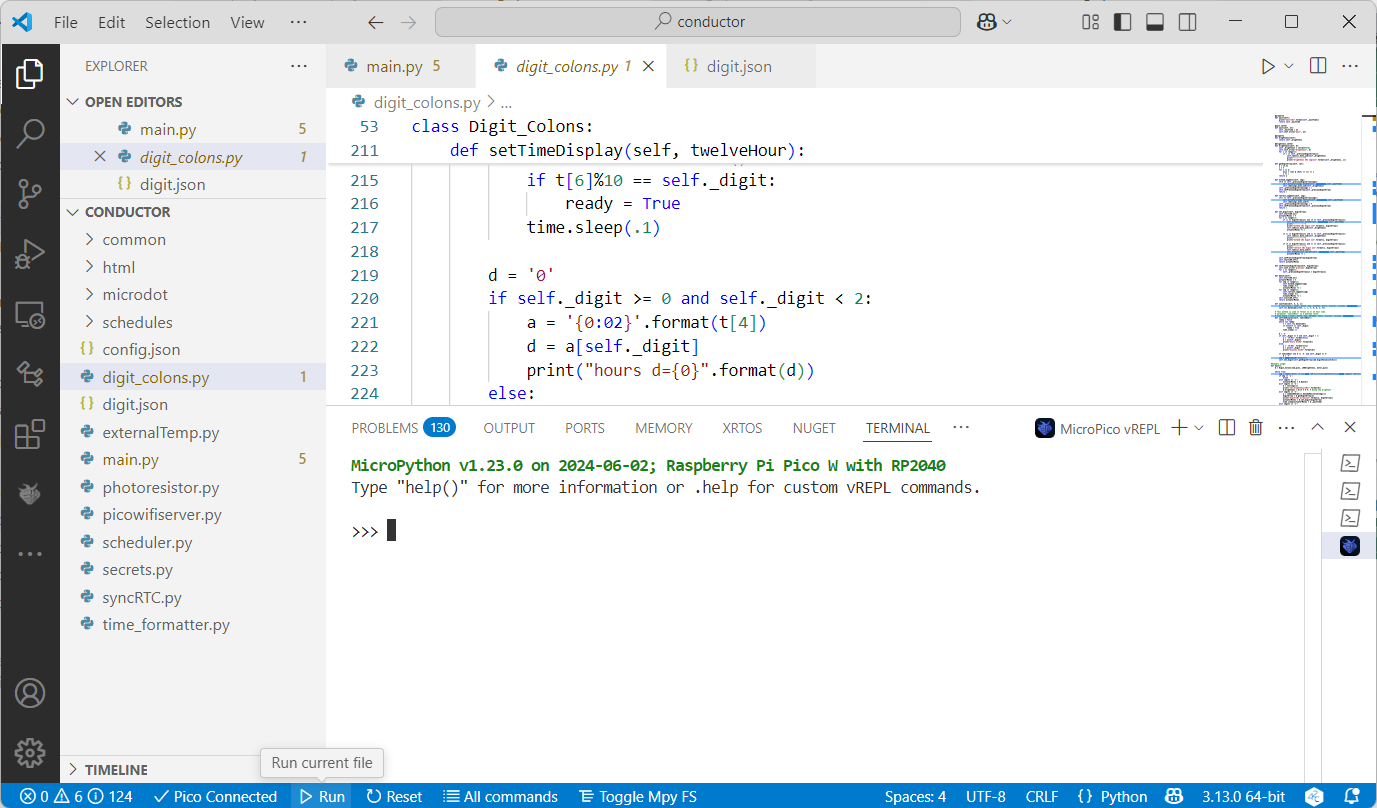 File Edit Selection View ··· conductor
EXPLORER ···
OPEN EDITORS
main.py 5
digit_colons.py 1
digit.json
CONDUCTOR
common
html
microdot
schedules
config.json
digit_colons.py 1
digit.json
externalTemp.py
main.py 5
photoresistor.py
picowifiserver.py
scheduler.py
secrets.py
syncRTC.py
time_formatter.py
TIMELINE
main.py 5 digit_colons.py 1 digit.json
digit_colons.py > ...
53 class Digit_Colons:
211 def setTimeDisplay(self, twelveHour):
215 if t[6]%10 == self._digit:
216 ready = True
217 time.sleep(.1)
218
219 d = '0'
220 if self._digit >= 0 and self._digit < 2:
221 a = '{0:02}'.format(t[4])
222 d = a[self._digit]
223 print("hours d={0}".format(d))
224 else:
PROBLEMS 130 OUTPUT PORTS MEMORY XRTOS NUGET TERMINAL ··· MicroPico vREPL
MicroPython v1.23.0 on 2024-06-02; Raspberry Pi Pico W with RP2040
Type "help()" for more information or .help for custom vREPL commands.
>>>
Run current file
0 6 124 Pico Connected Run Reset All commands Toggle Mpy FS Spaces: 4 UTF-8 CRLF {} Python 3.13.0 64-bit